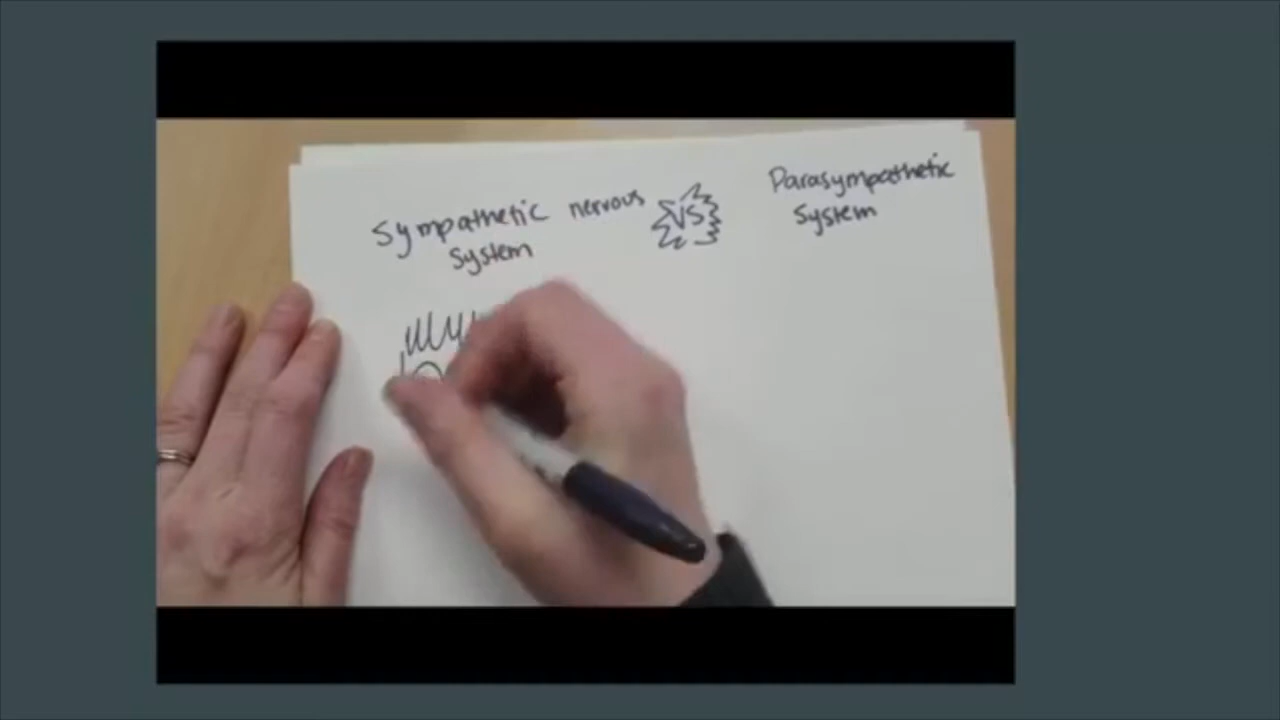 Sympathetic nervous
System
VS
Parasympathetic
System